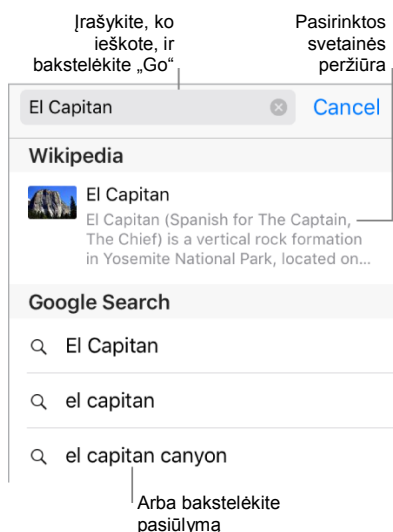 Įrašykite, ko
ieškote, ir
bakstelėkite „Go“
Pasirinktos
svetainės
peržiūra
El Capitan
Cancel
Wikipedia
El Capitan
El Capitan (Spanish for The Captain,
The Chief) is a vertical rock formation
in Yosemite National Park, located on...
Google Search
El Capitan
el capitan
el capitan canyon
Arba bakstelėkite
pasiūlymą